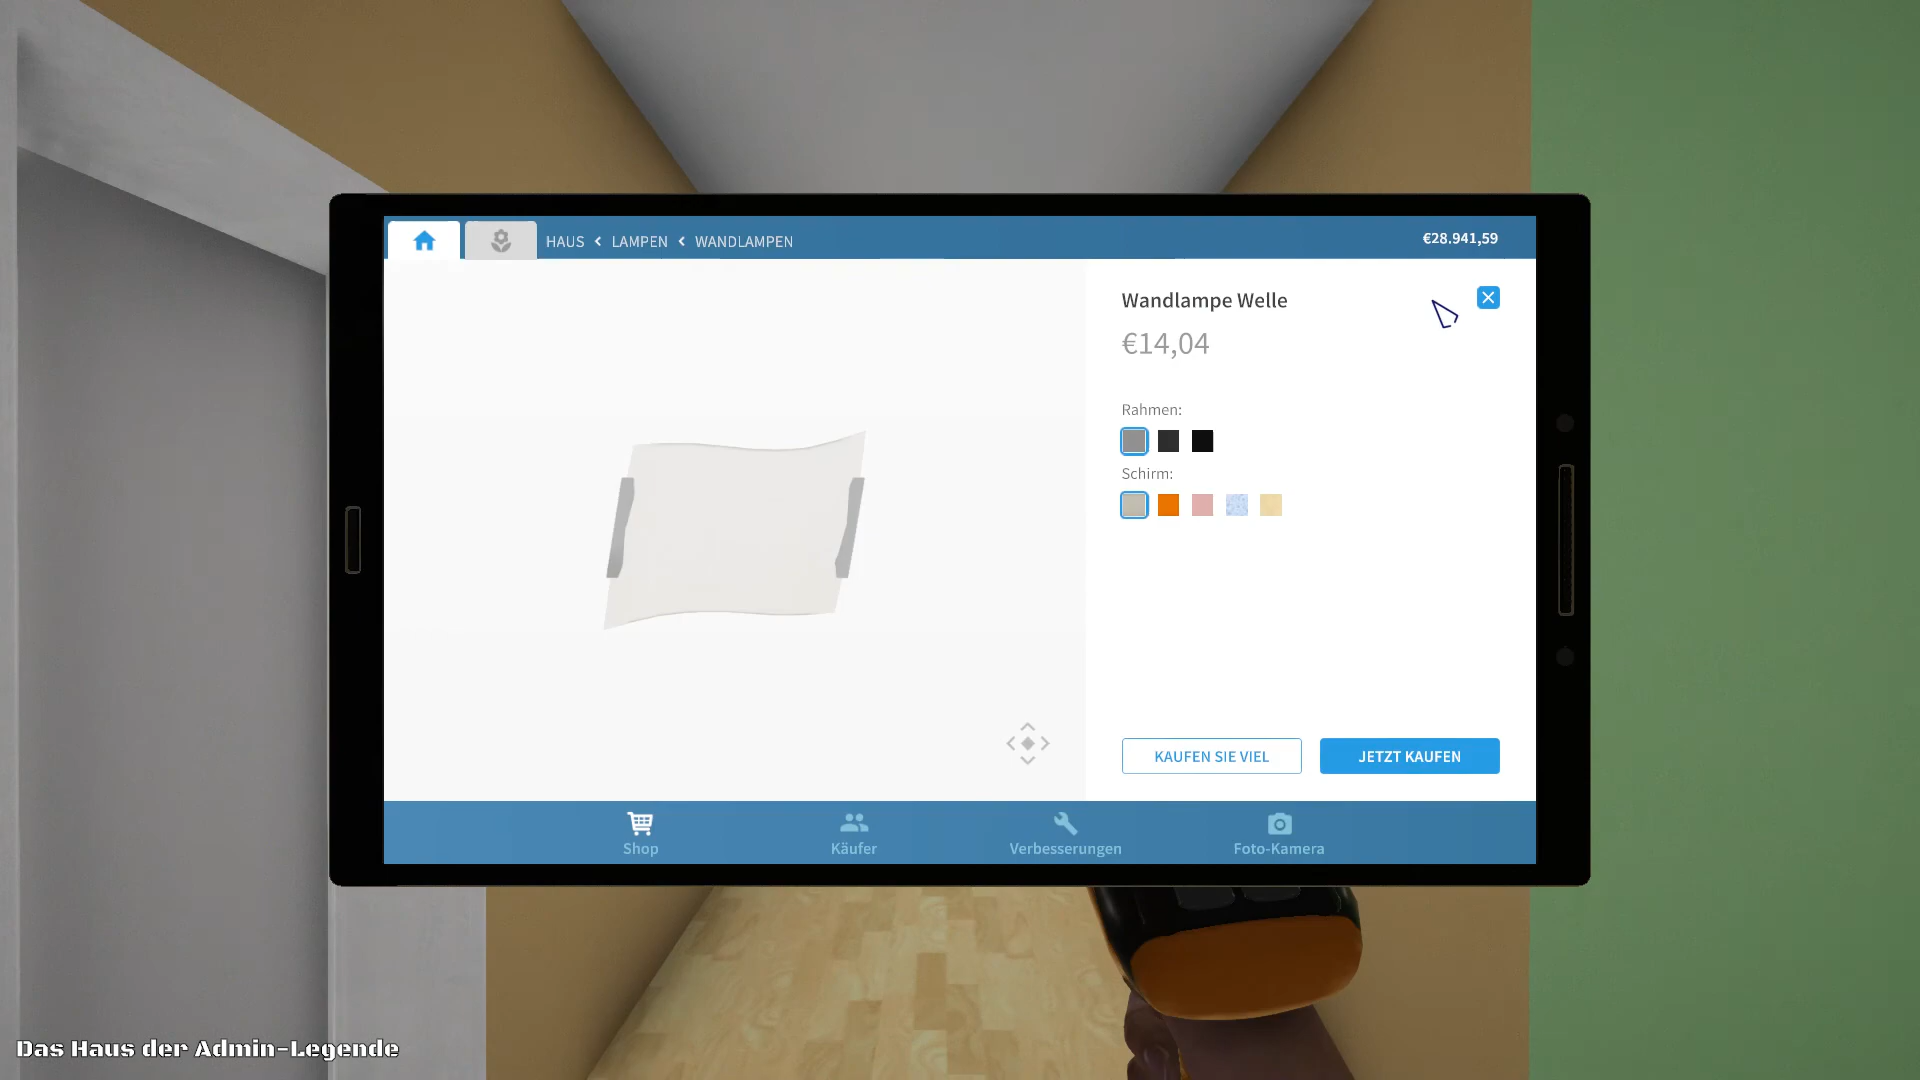 HAUS LAMPEN WANDLAMPEN
€28.941,59
Wandlampe Welle
€14,04
Rahmen:
Schirm:
KAUFEN SIE VIEL
JETZT KAUFEN
Shop
Käufer
Verbesserungen
Foto-Kamera
Das Haus der Admin-Legende